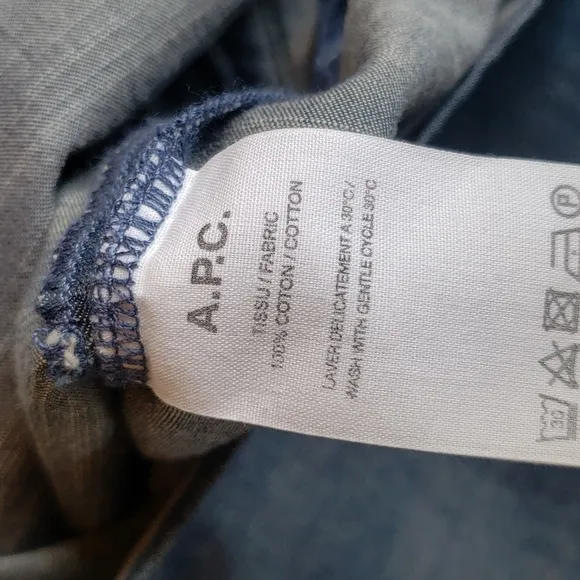 A.P.C.
TISSU / FABRIC
100% COTON / COTTON
LAVER DELICATEMENT A 30°C /
WASH WITH GENTLE CYCLE 30°C
30
P